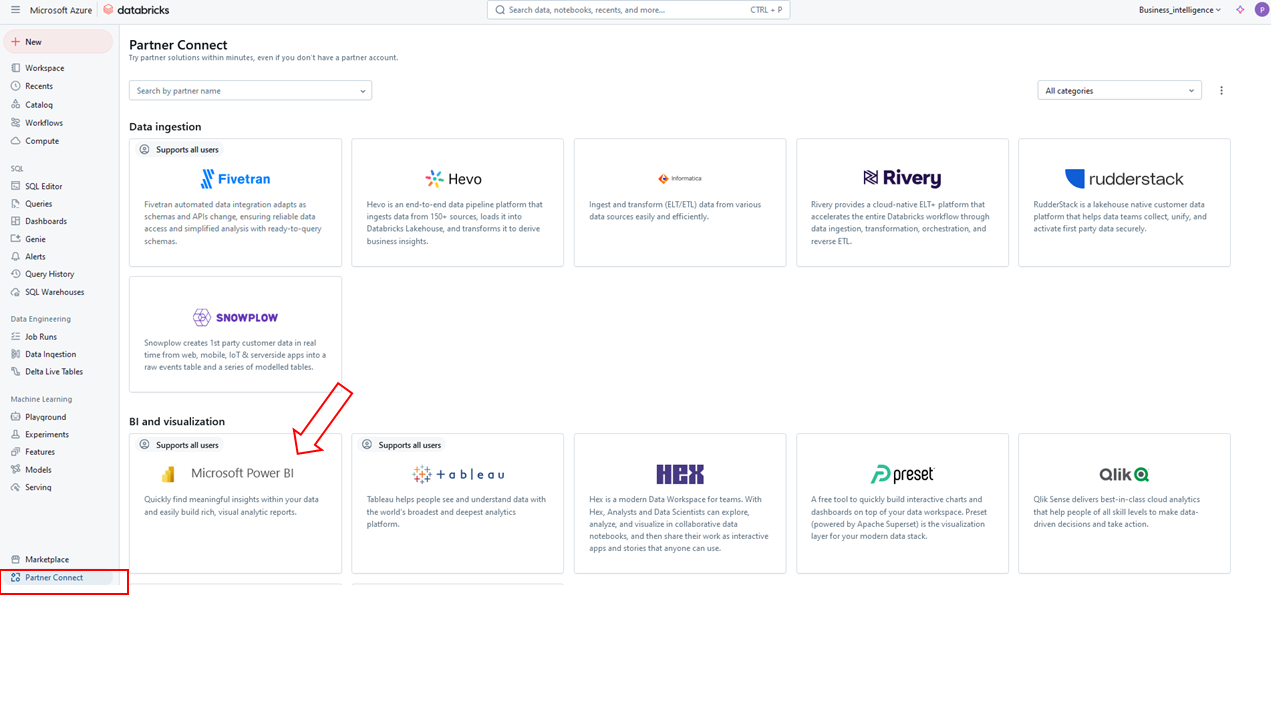 Microsoft Azure
databricks
Search data, notebooks, recents, and more...
CTRL + P
Business_intelligence
P
New
Workspace
Recents
Catalog
Workflows
Compute
SQL
SQL Editor
Queries
Dashboards
Genie
Alerts
Query History
SQL Warehouses
Data Engineering
Job Runs
Data Ingestion
Delta Live Tables
Machine Learning
Playground
Experiments
Features
Models
Serving
Marketplace
Partner Connect
Partner Connect
Try partner solutions within minutes, even if you don't have a partner account.
Search by partner name
All categories
Data ingestion
Supports all users
Fivetran
Fivetran automated data integration adapts as
schemas and APIs change, ensuring reliable data
access and simplified analysis with ready-to-query
schemas.
Hevo
Hevo is an end-to-end data pipeline platform that
ingests data from 150+ sources, loads it into
Databricks Lakehouse, and transforms it to derive
business insights.
Informatica
Ingest and transform (ELT/ETL) data from various
data sources easily and efficiently.
Rivery
Rivery provides a cloud-native ELT+ platform that
accelerates the entire Databricks workflow through
data ingestion, transformation, orchestration, and
reverse ETL.
rudderstack
RudderStack is a lakehouse native customer data
platform that helps data teams collect, unify, and
activate first party data securely.
SNOWPLOW
Snowplow creates 1st party customer data in real
time from web, mobile, IoT & serverside apps into a
raw events table and a series of modelled tables.
BI and visualization
Supports all users
Microsoft Power BI
Quickly find meaningful insights within your data
and easily build rich, visual analytic reports.
Supports all users
+ableau
Tableau helps people see and understand data with
the world's broadest and deepest analytics
platform.
HEX
Hex is a modern Data Workspace for teams. With
Hex, Analysts and Data Scientists can explore,
analyze, and visualize in collaborative data
notebooks, and then share their work as interactive
apps and stories that anyone can use.
preset
A free tool to quickly build interactive charts and
dashboards on top of your data workspace. Preset
(powered by Apache Superset) is the visualization
layer for your modern data stack.
Qlik
Qlik Sense delivers best-in-class cloud analytics
that help people of all skill levels to make data-
driven decisions and take action.